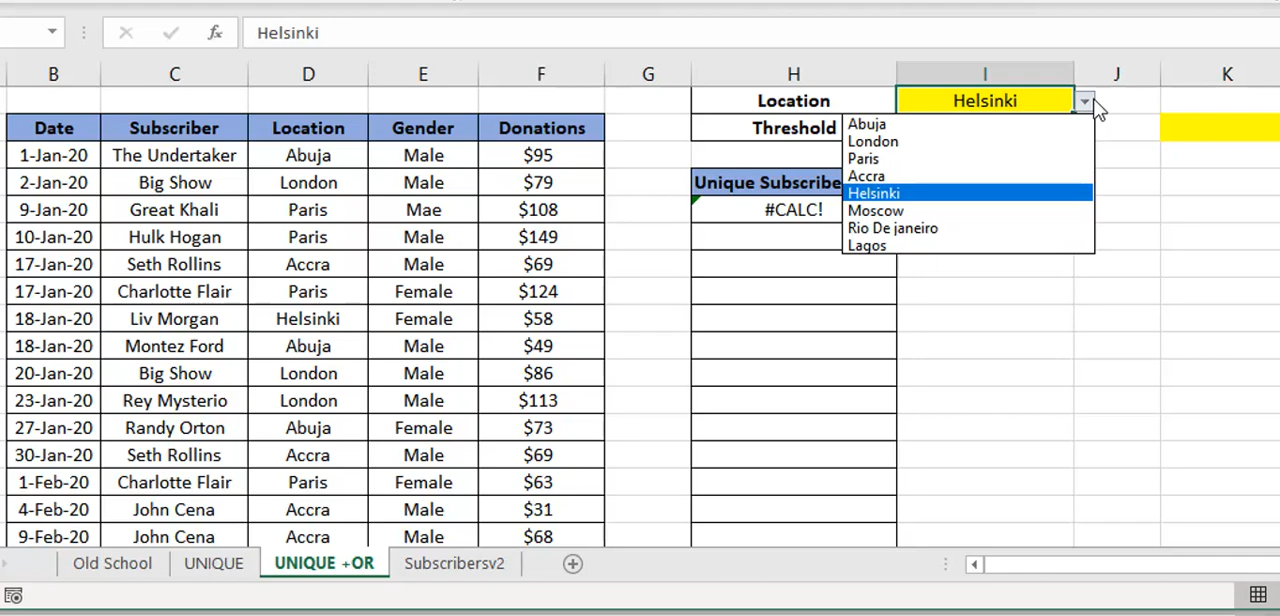 fx Helsinki
B C D E F G H I J K
Location Helsinki
Date Subscriber Location Gender Donations Threshold
Abuja
London
Paris
Accra
Helsinki
Moscow
Rio De janeiro
Lagos
1-Jan-20 The Undertaker Abuja Male $95
2-Jan-20 Big Show London Male $79 Unique Subscribe
9-Jan-20 Great Khali Paris Mae $108 #CALC!
10-Jan-20 Hulk Hogan Paris Male $149
17-Jan-20 Seth Rollins Accra Male $69
17-Jan-20 Charlotte Flair Paris Female $124
18-Jan-20 Liv Morgan Helsinki Female $58
18-Jan-20 Montez Ford Abuja Male $49
20-Jan-20 Big Show London Male $86
23-Jan-20 Rey Mysterio London Male $113
27-Jan-20 Randy Orton Abuja Female $73
30-Jan-20 Seth Rollins Accra Male $69
1-Feb-20 Charlotte Flair Paris Female $63
4-Feb-20 John Cena Accra Male $31
9-Feb-20 John Cena Accra Male $68
Old School UNIQUE UNIQUE +OR Subscribersv2